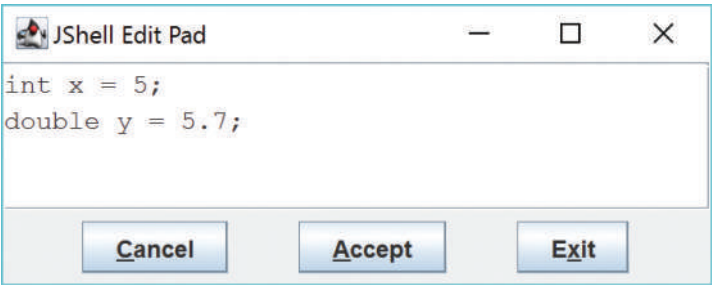 JShell Edit Pad
int x = 5;
double y = 5.7;
Cancel Accept Exit